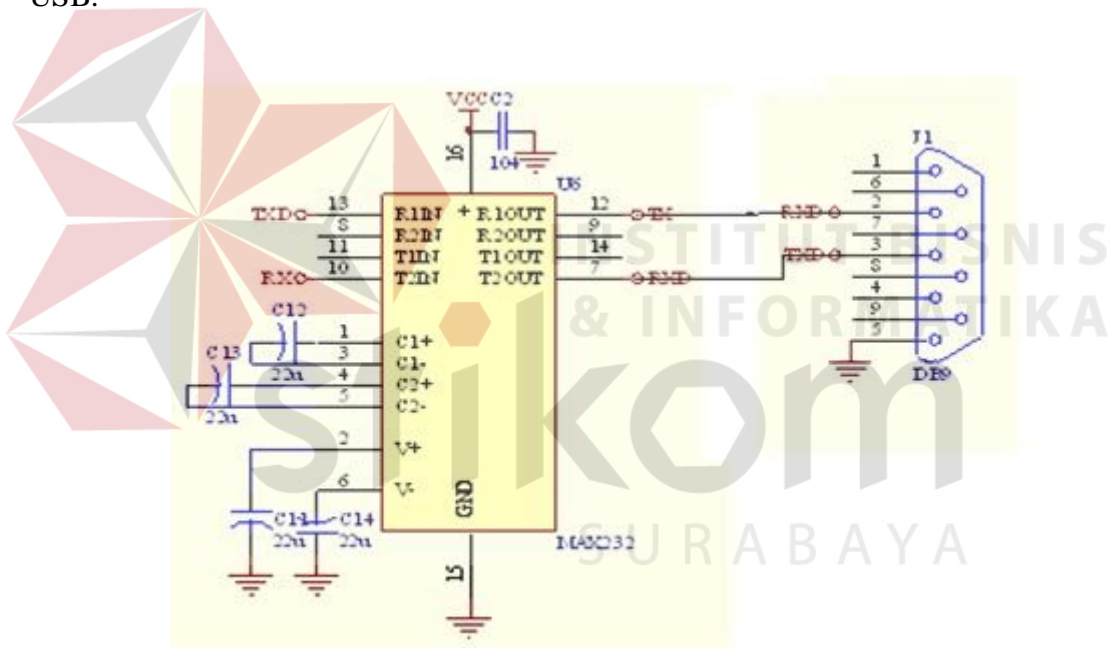 USB.
VCC C2
16
104
U6
J1
TXD 13 R1IN + R1OUT 12 TX RXD 2
8 R2IN R2OUT 9
11 T1IN T1OUT 14
RX 10 T2IN T2OUT 7 RXD TXD 3
1
6
7
8
4
9
5
DB9
C12
22u
1 C1+
3 C1-
C13
22u
4 C2+
5 C2-
2 V+
6 V-
GND
C11
22u
C14
22u
MAX232
15
INSTITUT BISNIS
& INFORMATIKA
stikom
SURABAYA